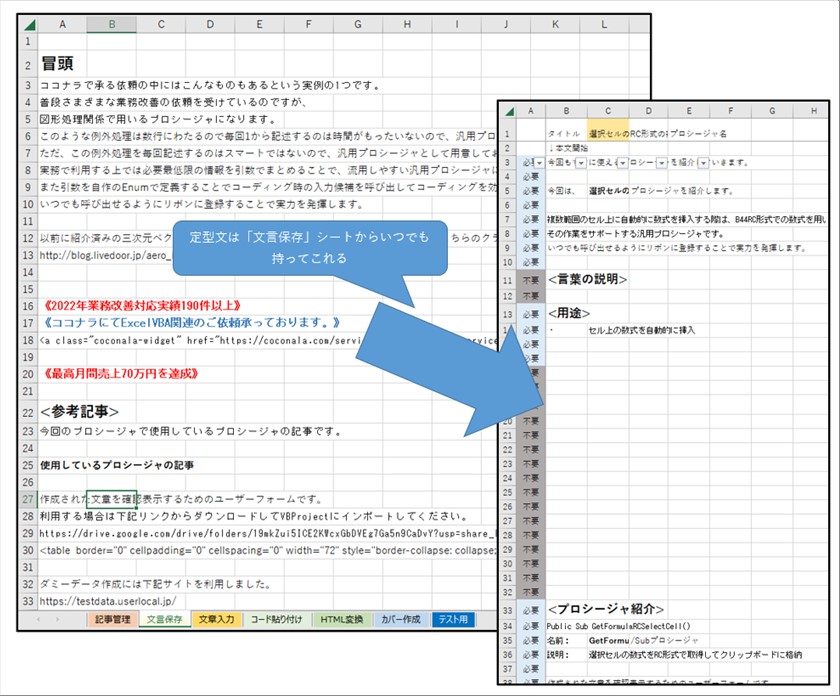 A B C D E F G H I J K L
1
2 冒頭
3 ココナラで承る依頼の中にはこんなものもあるという実例の1つです。
4 普段さまざまな業務改善の依頼を受けているのですが、
5 図形処理関係で用いるプロシージャになります。
6 このような例外処理は数行にわたるので毎回1から記述するのは時間がもったいないので、汎用プロ
7 ただ、この例外処理を毎回記述するのはスマートではないので、汎用プロシージャとして用意してお
8 実務で利用する上では必要最低限の情報を引数でまとめることで、流用しやすい汎用プロシージャに
9 また引数を自作のEnumで定義することでコーディング時の入力候補を呼び出してコーディングを効
10 いつでも呼び出せるようにリボンに登録することで実力を発揮します。
11
12 以前に紹介済みの三次元ベク ちらのクラ
13 http://blog.livedoor.jp/aero_
14
15
16 《2022年業務改善対応実績190件以上》
17 《ココナラにてExcelVBA関連のご依頼承っております。》
18 <a class="coconala-widget" href="https://coconala.com/servi service
19
20 《最高月間売上70万円を達成》
21
22 <参考記事>
23 今回のプロシージャで使用しているプロシージャの記事です。
24
25 使用しているプロシージャの記事
26
27 作成された文章を確認表示するためのユーザーフォームです。
28 利用する場合は下記リンクからダウンロードしてVBProjectにインポートしてください。
29 https://drive.google.com/drive/folders/19mkZui5ICE2KWcxGbDVEg7Ga5n9CaDvY?usp=share_l
30 <table border="0" cellpadding="0" cellspacing="0" width="72" style="border-collapse: collapse;
31
32 ダミーデータ作成には下記サイトを利用しました。
33 https://testdata.userlocal.jp/
記事管理 文言保存 文章入力 コード貼り付け HTML変換 カバー作成 テスト用
定型文は「文言保存」シートからいつでも
持ってこれる
A B C D E F G H
1 タイトル 選択セルのRC形式の プロシージャ名
2 ↓本文開始
3 必要 今回も 使える ロシー を紹介 いきます。
4 必要
5 必要 今回は、 選択セルの プロシージャを紹介します。
6 必要
7 必要 複数範囲のセル上に自動的に数式を挿入する際は、B44RC形式での数式を用い
8 必要 その作業をサポートする汎用プロシージャです。
9 必要 いつでも呼び出せるようにリボンに登録することで実力を発揮します。
10 必要
11 不要 <言葉の説明>
12 不要
13 必要 <用途>
必要 ・ セル上の数式を自動的に挿入
必要
必要
不要
不要
20 不要
21 不要
22 不要
23 不要
24 不要
25 不要
26 不要
27 不要
28 不要
29 不要
30 不要
31 不要
32 不要
33 必要 <プロシージャ紹介>
34 必要 Public Sub GetFormulaRCSelectCell()
35 必要 名前: GetFormu /Subプロシージャ
36 必要 説明: 選択セルの数式をRC形式で取得してクリップボードに格納
37 必要
38 必要 作成された文章を確認表示するためのユーザーフォームです